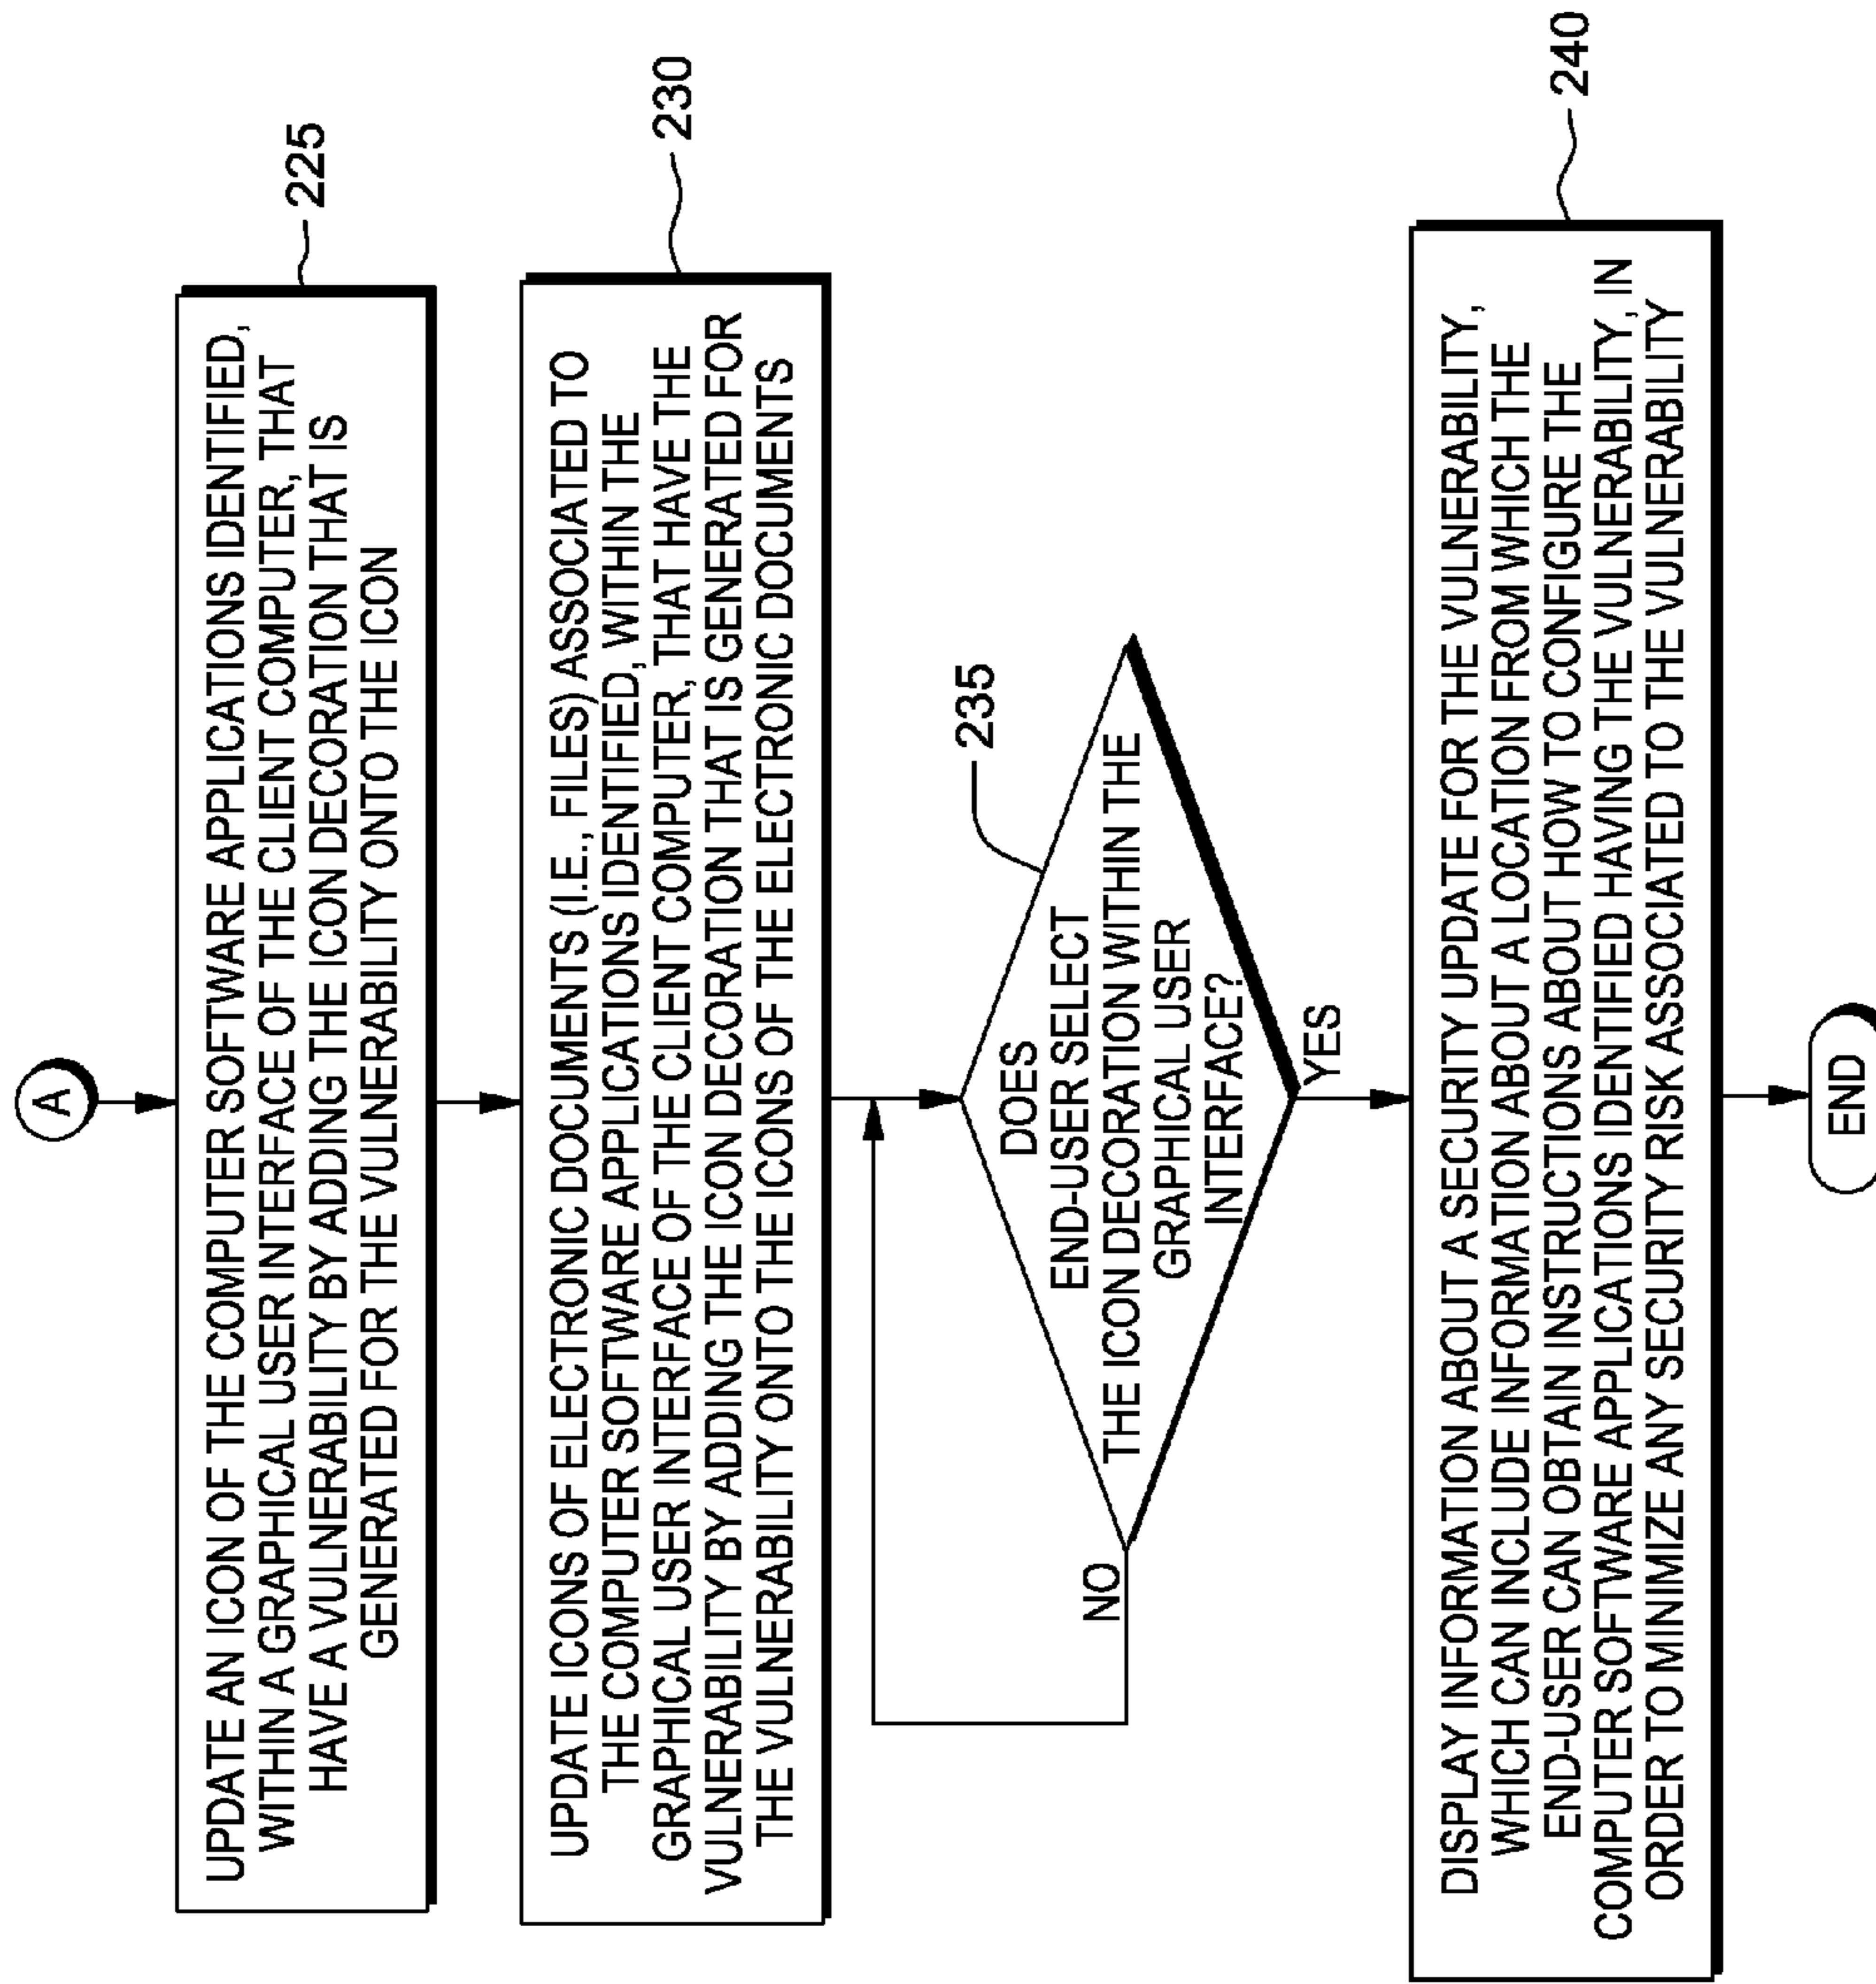 A
UPDATE AN ICON OF THE COMPUTER SOFTWARE APPLICATIONS IDENTIFIED,
WITHIN A GRAPHICAL USER INTERFACE OF THE CLIENT COMPUTER, THAT
HAVE A VULNERABILITY BY ADDING THE ICON DECORATION THAT IS
GENERATED FOR THE VULNERABILITY ONTO THE ICON
225
UPDATE ICONS OF ELECTRONIC DOCUMENTS (I.E., FILES) ASSOCIATED TO
THE COMPUTER SOFTWARE APPLICATIONS IDENTIFIED, WITHIN THE
GRAPHICAL USER INTERFACE OF THE CLIENT COMPUTER, THAT HAVE THE
VULNERABILITY BY ADDING THE ICON DECORATION THAT IS GENERATED FOR
THE VULNERABILITY ONTO THE ICONS OF THE ELECTRONIC DOCUMENTS
230
DOES
END-USER SELECT
THE ICON DECORATION WITHIN THE
GRAPHICAL USER
INTERFACE?
235
NO
YES
DISPLAY INFORMATION ABOUT A SECURITY UPDATE FOR THE VULNERABILITY,
WHICH CAN INCLUDE INFORMATION ABOUT A LOCATION FROM WHICH THE
END-USER CAN OBTAIN INSTRUCTIONS ABOUT HOW TO CONFIGURE THE
COMPUTER SOFTWARE APPLICATIONS IDENTIFIED HAVING THE VULNERABILITY, IN
ORDER TO MINIMIZE ANY SECURITY RISK ASSOCIATED TO THE VULNERABILITY
240
END